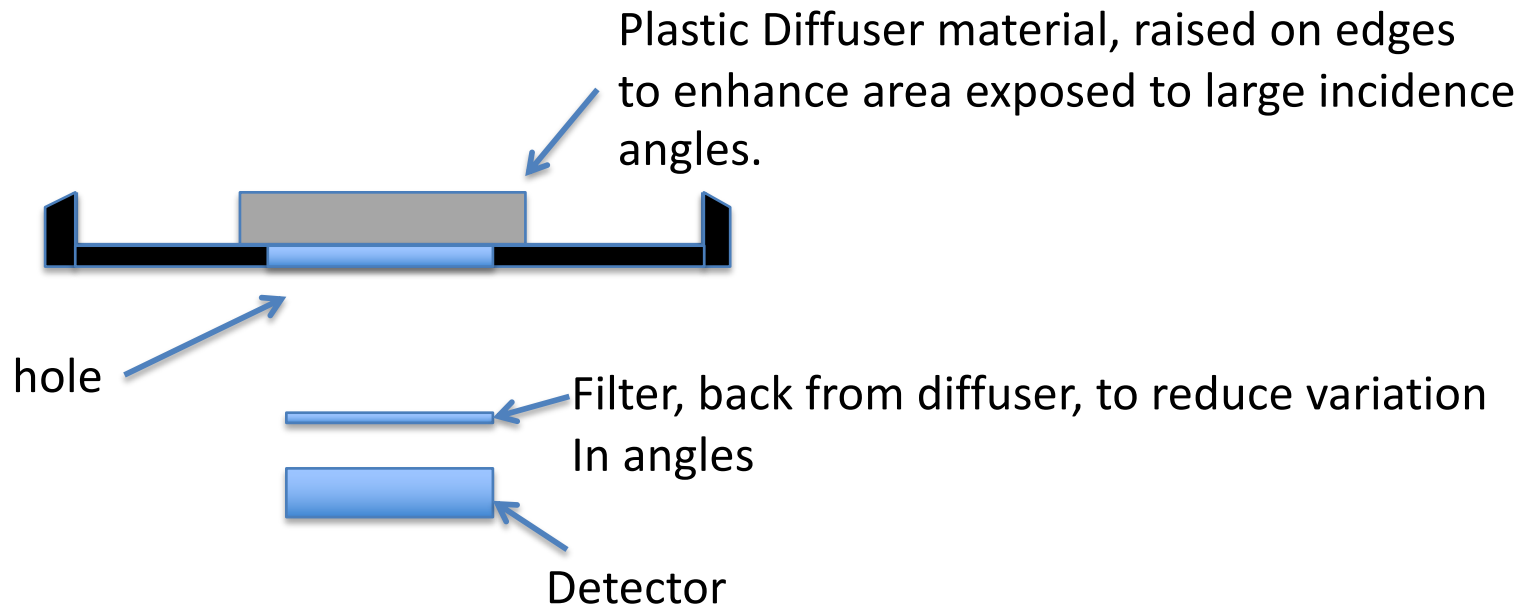 Plastic Diffuser material, raised on edges
to enhance area exposed to large incidence
angles.
hole
Filter, back from diffuser, to reduce variation
In angles
Detector